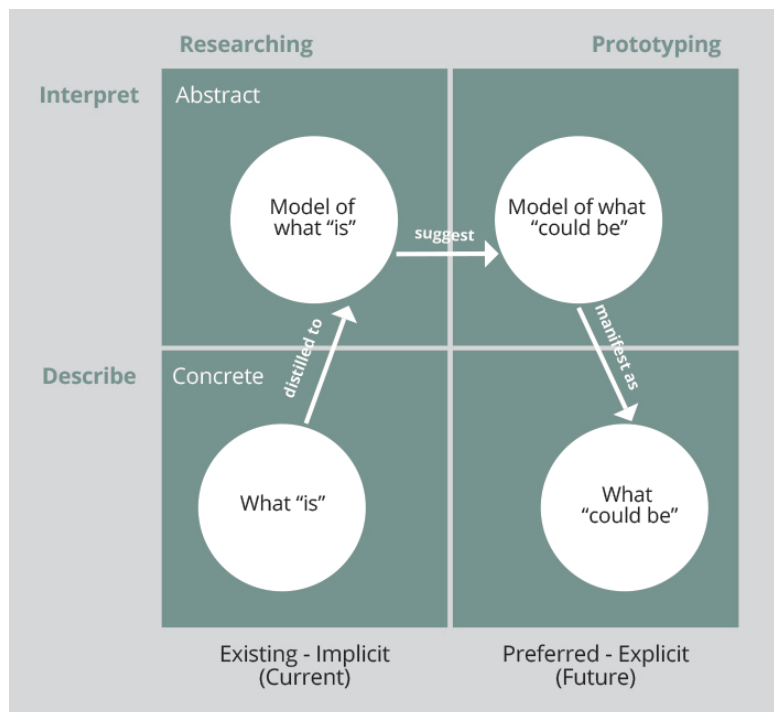 Researching
Prototyping
Interpret
Abstract
Model of
what “is”
suggest
Model of what
“could be”
distilled to
manifest as
Describe
Concrete
What “is”
What
“could be”
Existing - Implicit
(Current)
Preferred - Explicit
(Future)